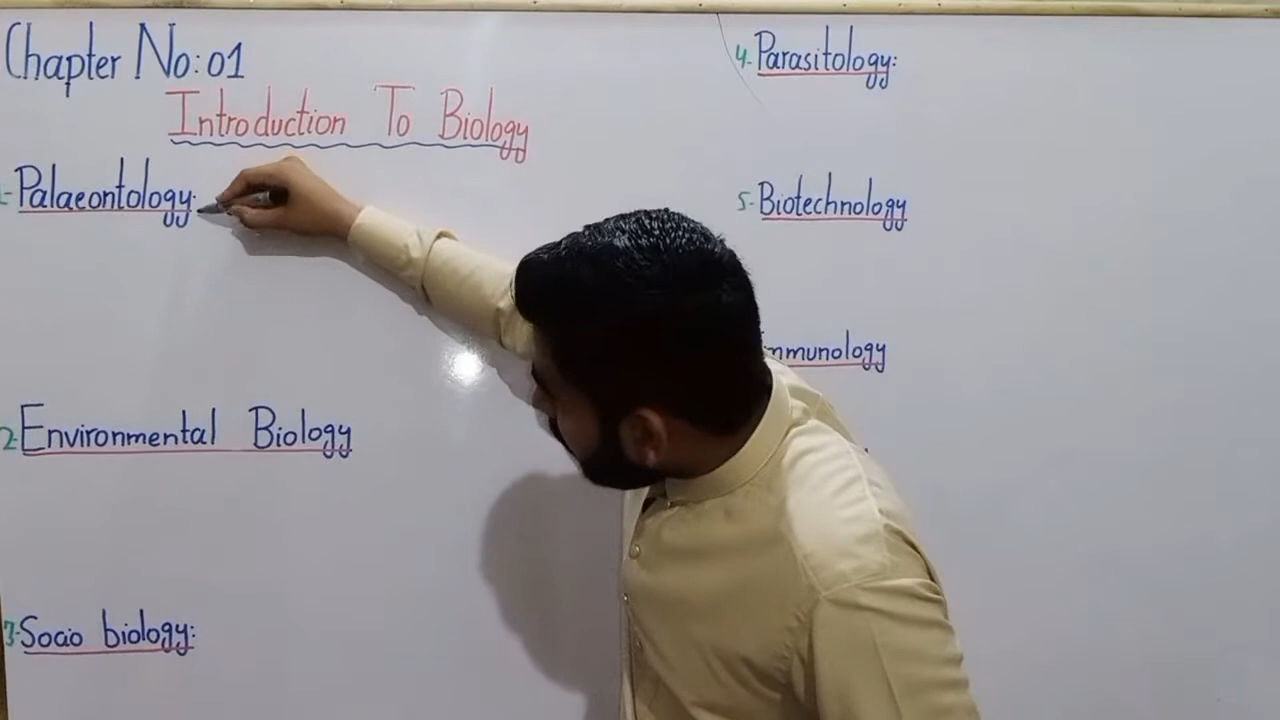 Chapter No:01
Introduction To Biology
1-Palaeontology:
2-Environmental Biology
3-Socio biology:
4-Parasitology:
5-Biotechnology
mmunology